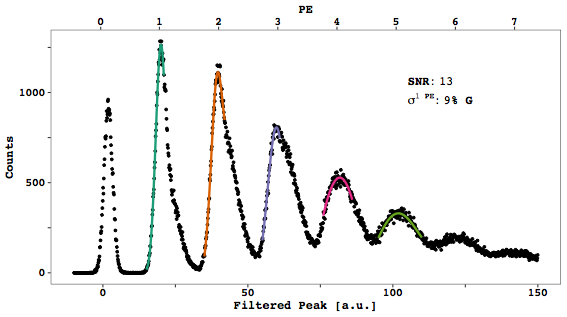 PE
0 1 2 3 4 5 6 7
SNR: 13
σ¹ ᴾᴱ: 9% G
1000
500
0
Counts
0 50 100 150
Filtered Peak [a.u.]